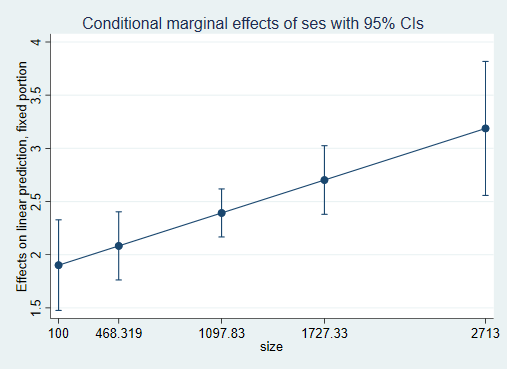 Conditional marginal effects of ses with 95% CIs
Effects on linear prediction, fixed portion
4
3.5
3
2.5
2
1.5
100 468.319 1097.83 1727.33 2713
size